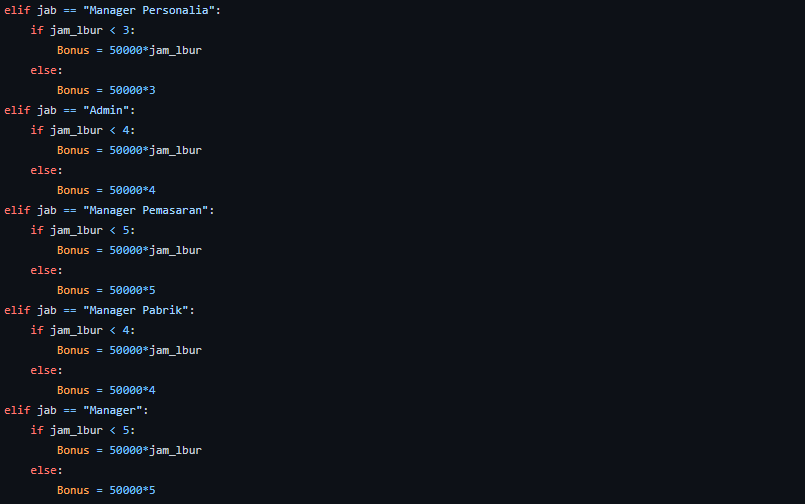 elif jab == "Manager Personalia":
    if jam_lbur < 3:
        Bonus = 50000*jam_lbur
    else:
        Bonus = 50000*3
elif jab == "Admin":
    if jam_lbur < 4:
        Bonus = 50000*jam_lbur
    else:
        Bonus = 50000*4
elif jab == "Manager Pemasaran":
    if jam_lbur < 5:
        Bonus = 50000*jam_lbur
    else:
        Bonus = 50000*5
elif jab == "Manager Pabrik":
    if jam_lbur < 4:
        Bonus = 50000*jam_lbur
    else:
        Bonus = 50000*4
elif jab == "Manager":
    if jam_lbur < 5:
        Bonus = 50000*jam_lbur
    else:
        Bonus = 50000*5